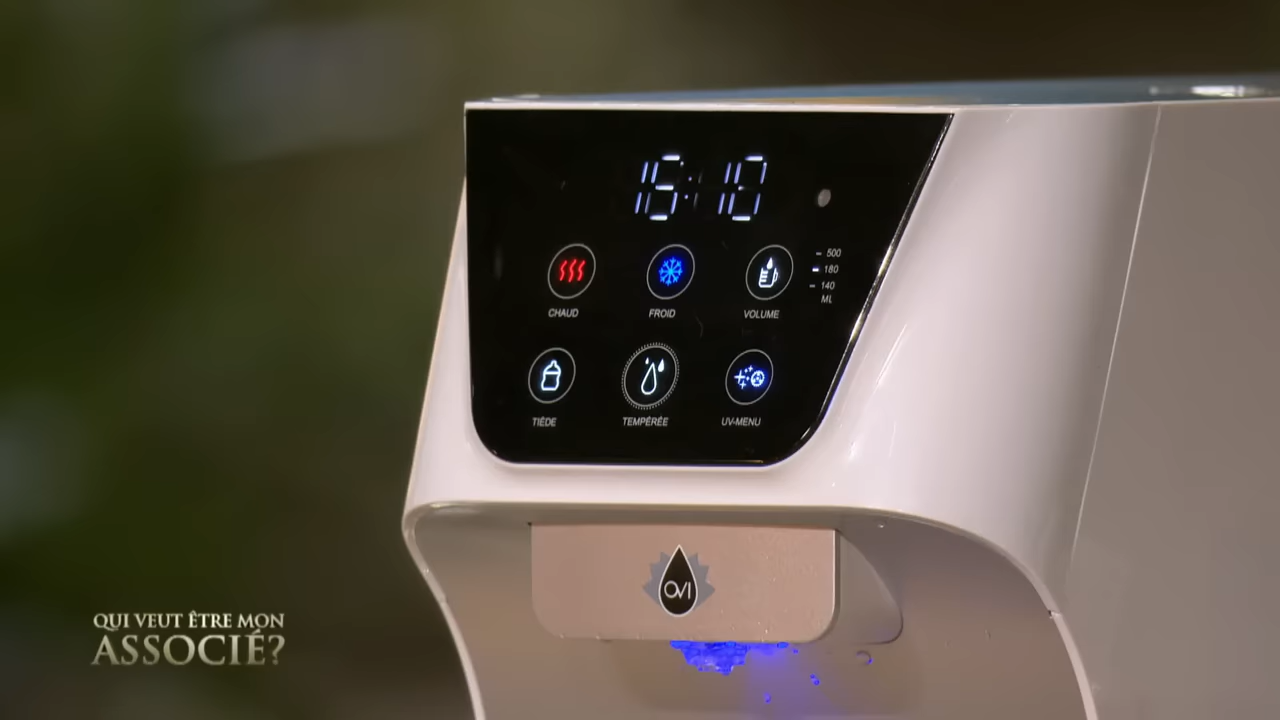 15:10
500
180
140
ML
CHAUD
FROID
VOLUME
TIÈDE
TEMPÉRÉE
UV-MENU
OVI
QUI VEUT ÊTRE MON
ASSOCIÉ?